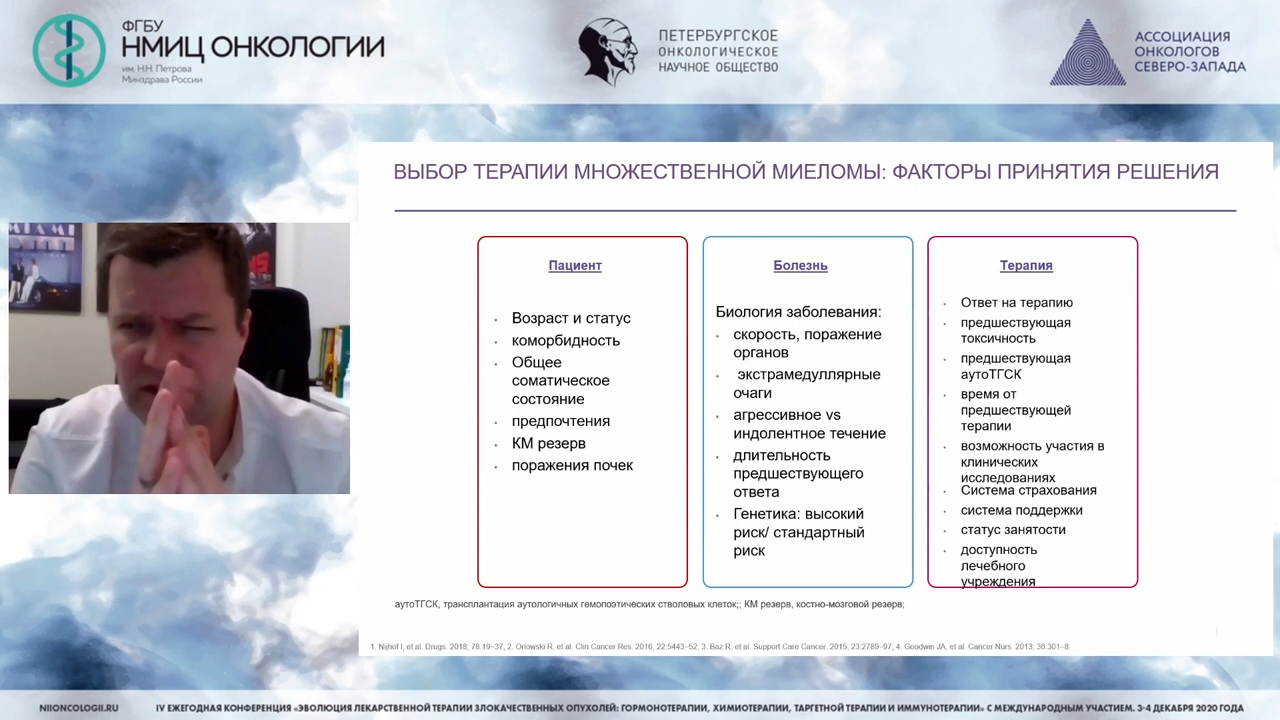 ФГБУ
НМИЦ ОНКОЛОГИИ
им. Н.Н. Петрова
Минздрава России
ПЕТЕРБУРГСКОЕ
ОНКОЛОГИЧЕСКОЕ
НАУЧНОЕ ОБЩЕСТВО
АССОЦИАЦИЯ
ОНКОЛОГОВ
СЕВЕРО-ЗАПАДА
ВЫБОР ТЕРАПИИ МНОЖЕСТВЕННОЙ МИЕЛОМЫ: ФАКТОРЫ ПРИНЯТИЯ РЕШЕНИЯ
MIAMI
Пациент
Возраст и статус
коморбидность
Общее
соматическое
состояние
предпочтения
КМ резерв
поражения почек
Болезнь
Биология заболевания:
скорость, поражение
органов
экстрамедуллярные
очаги
агрессивное vs
индолентное течение
длительность
предшествующего
ответа
Генетика: высокий
риск/ стандартный
риск
Терапия
Ответ на терапию
предшествующая
токсичность
предшествующая
аутоТГСК
время от
предшествующей
терапии
возможность участия в
клинических
исследованиях
Система страхования
система поддержки
статус занятости
доступность
лечебного
учреждения
аутоТГСК, трансплантация аутологичных гемопоэтических стволовых клеток;; КМ резерв, костно-мозговой резерв;
1. Nijhof I, et al. Drugs. 2018; 78:19–37; 2. Orlowski R, et al. Clin Cancer Res. 2016; 22:5443–52; 3. Baz R, et al. Support Care Cancer. 2015; 23:2789–97; 4. Goodwin JA, et al. Cancer Nurs. 2013; 36:301–8.
NIIONCOLOGII.RU
IV ЕЖЕГОДНАЯ КОНФЕРЕНЦИЯ «ЭВОЛЮЦИЯ ЛЕКАРСТВЕННОЙ ТЕРАПИИ ЗЛОКАЧЕСТВЕННЫХ ОПУХОЛЕЙ: ГОРМОНОТЕРАПИИ, ХИМИОТЕРАПИИ, ТАРГЕТНОЙ ТЕРАПИИ И ИММУНОТЕРАПИИ» С МЕЖДУНАРОДНЫМ УЧАСТИЕМ. 3-4 ДЕКАБРЯ 2020 ГОДА